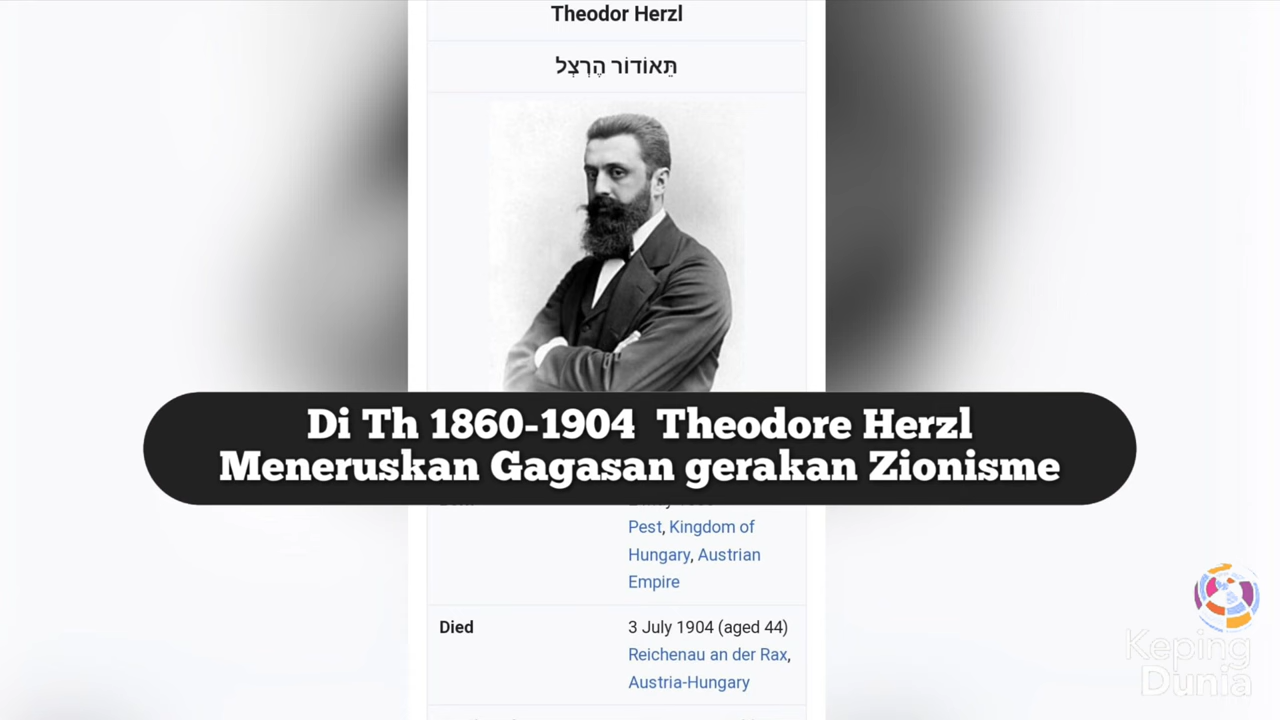 Theodor Herzl
תֵּאוֹדוֹר הֶרְצְל
Di Th 1860-1904 Theodore Herzl
Meneruskan Gagasan gerakan Zionisme
Pest, Kingdom of
Hungary, Austrian
Empire
Died
3 July 1904 (aged 44)
Reichenau an der Rax,
Austria-Hungary
Keping
Dunia